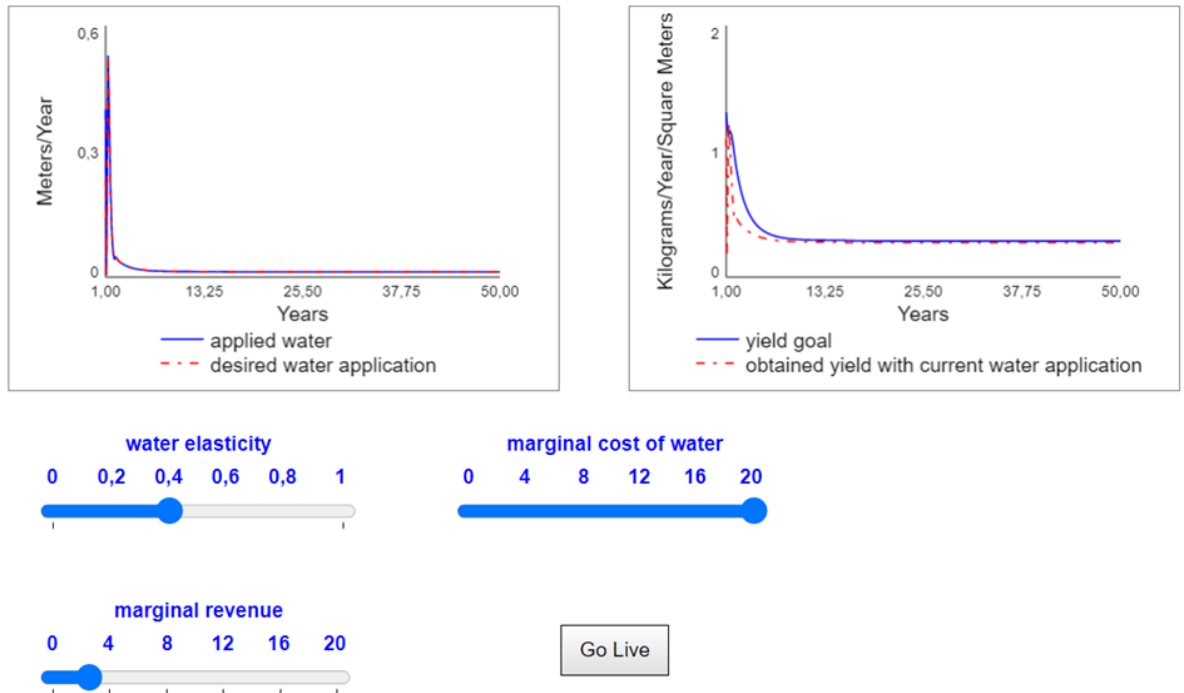 0,6
0,3
0
Meters/Year
1,00 13,25 25,50 37,75 50,00
Years
applied water
desired water application
2
1
0
Kilograms/Year/Square Meters
1,00 13,25 25,50 37,75 50,00
Years
yield goal
obtained yield with current water application
water elasticity
0 0,2 0,4 0,6 0,8 1
marginal cost of water
0 4 8 12 16 20
marginal revenue
0 4 8 12 16 20
Go Live